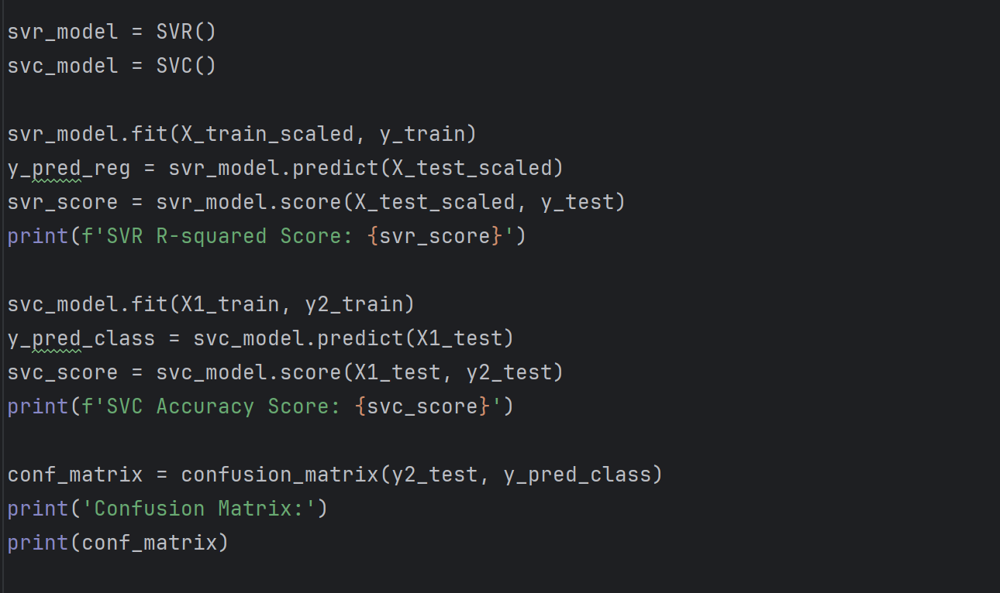 svr_model = SVR()
svc_model = SVC()
svr_model.fit(X_train_scaled, y_train)
y_pred_reg = svr_model.predict(X_test_scaled)
svr_score = svr_model.score(X_test_scaled, y_test)
print(f'SVR R-squared Score: {svr_score}')
svc_model.fit(X1_train, y2_train)
y_pred_class = svc_model.predict(X1_test)
svc_score = svc_model.score(X1_test, y2_test)
print(f'SVC Accuracy Score: {svc_score}')
conf_matrix = confusion_matrix(y2_test, y_pred_class)
print('Confusion Matrix:')
print(conf_matrix)